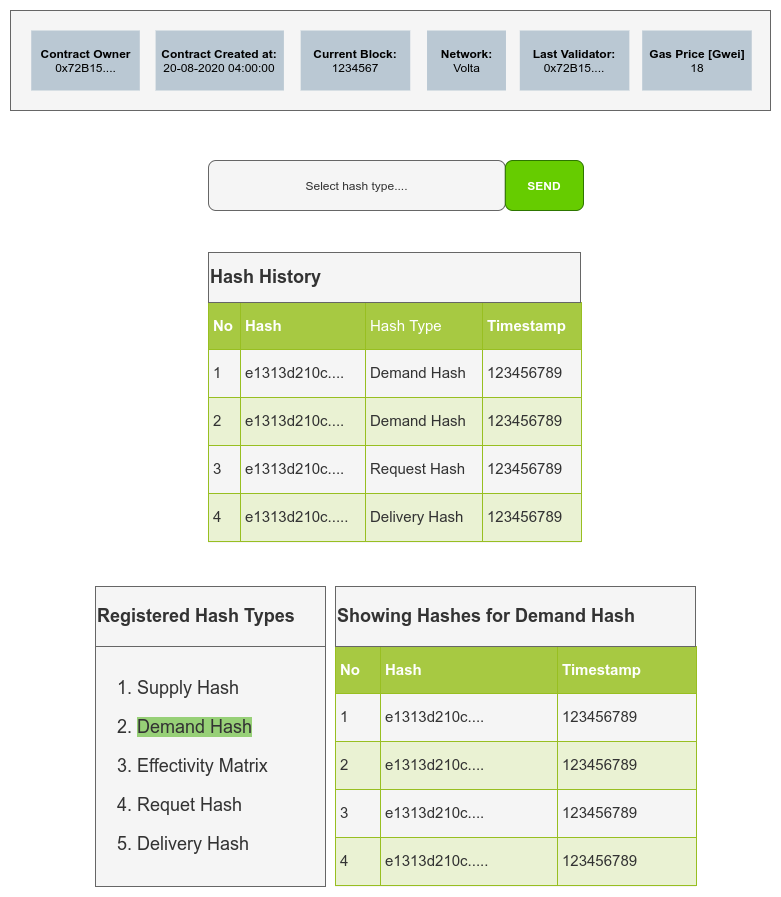 Contract Owner
0x72B15....
Contract Created at:
20-08-2020 04:00:00
Current Block:
1234567
Network:
Volta
Last Validator:
0x72B15....
Gas Price [Gwei]
18
Select hash type....
SEND
Hash History
No Hash Hash Type Timestamp
1 e1313d210c.... Demand Hash 123456789
2 e1313d210c.... Demand Hash 123456789
3 e1313d210c.... Request Hash 123456789
4 e1313d210c..... Delivery Hash 123456789
Registered Hash Types
1. Supply Hash
2. Demand Hash
3. Effectivity Matrix
4. Requet Hash
5. Delivery Hash
Showing Hashes for Demand Hash
No Hash Timestamp
1 e1313d210c.... 123456789
2 e1313d210c.... 123456789
3 e1313d210c.... 123456789
4 e1313d210c..... 123456789